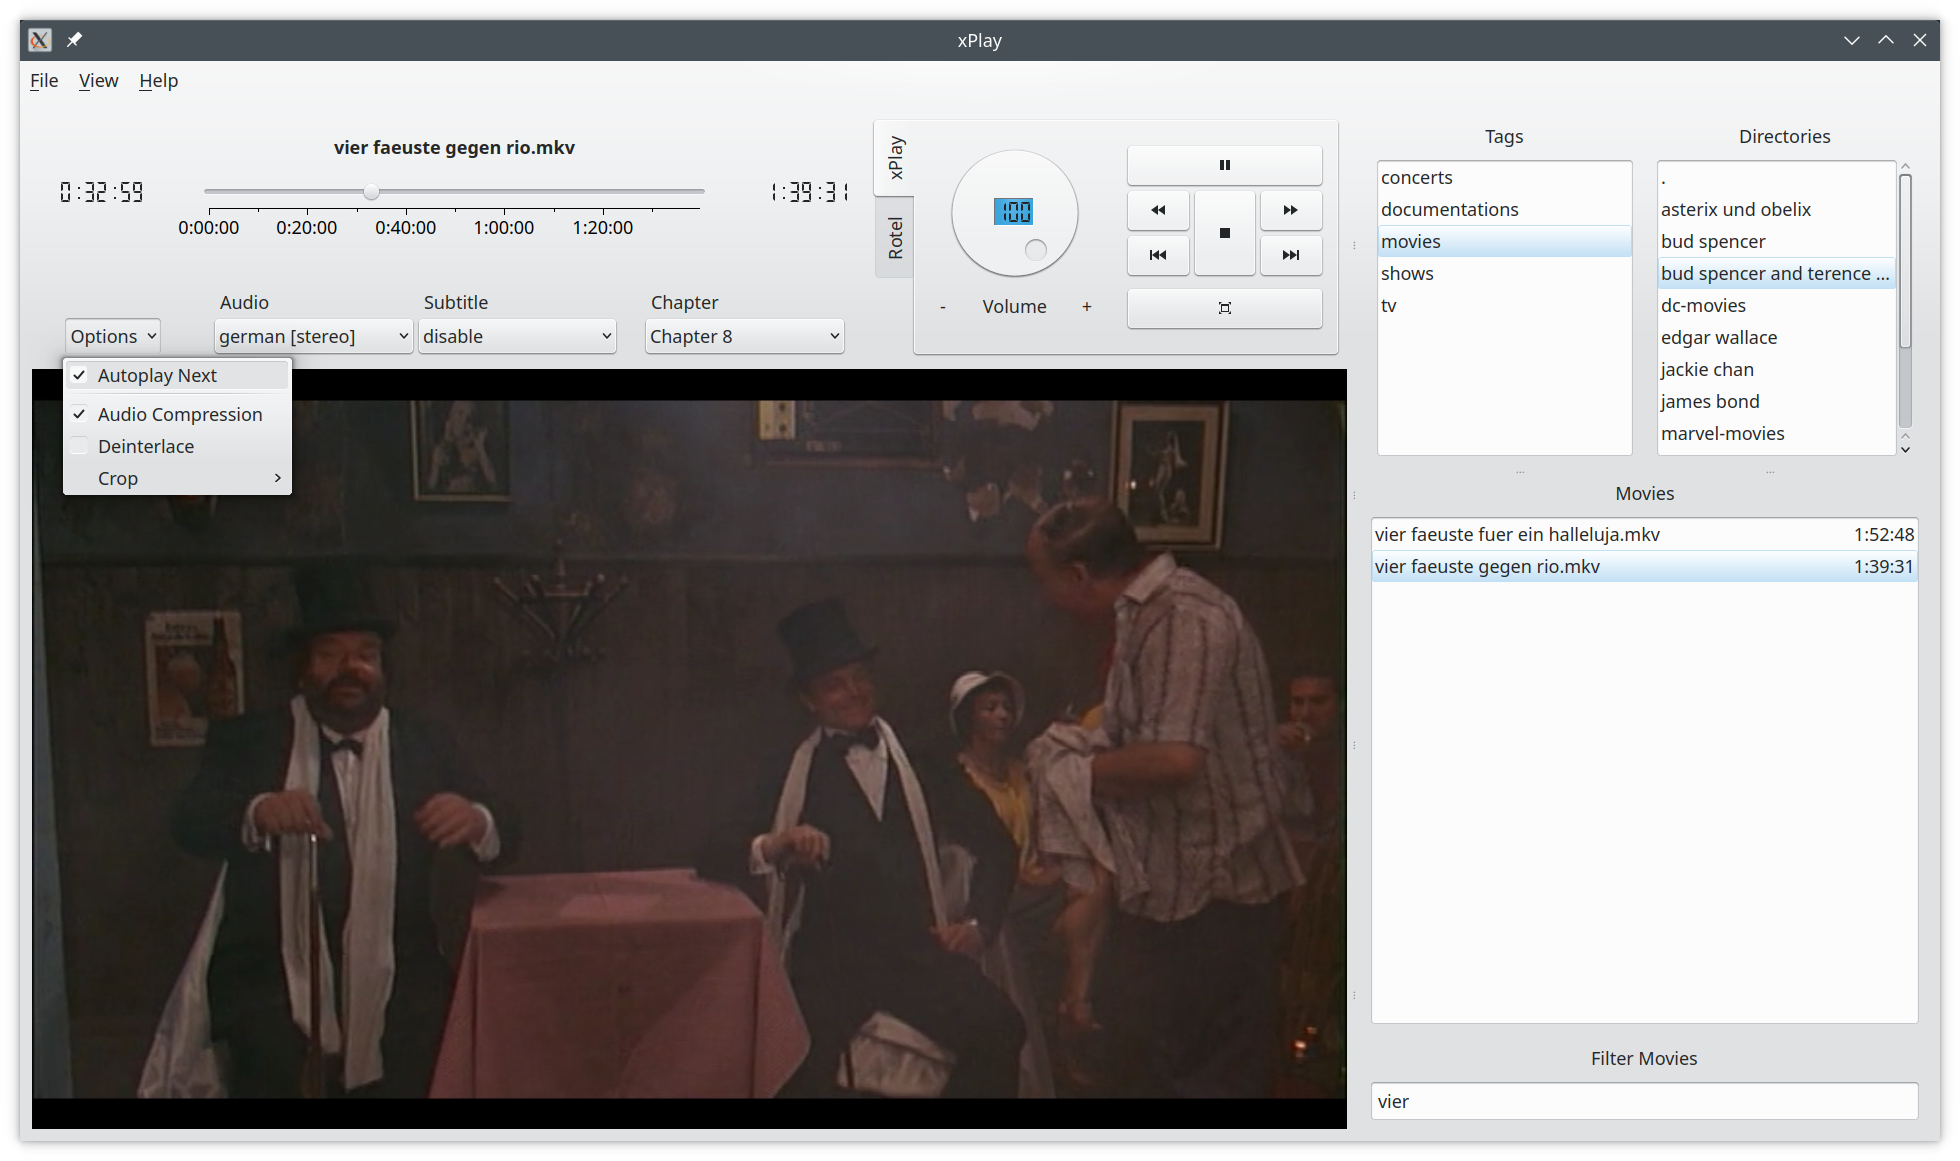 xPlay
File View Help
vier faeuste gegen rio.mkv
0:32:59
1:39:31
0:00:00 0:20:00 0:40:00 1:00:00 1:20:00
Audio Subtitle Chapter
Options german [stereo] disable Chapter 8
Autoplay Next
Audio Compression
Deinterlace
Crop
xPlay
Rotel
100
- Volume +
Tags
concerts
documentations
movies
shows
tv
Directories
.
asterix und obelix
bud spencer
bud spencer and terence ...
dc-movies
edgar wallace
jackie chan
james bond
marvel-movies
Movies
vier faeuste fuer ein halleluja.mkv 1:52:48
vier faeuste gegen rio.mkv 1:39:31
Filter Movies
vier